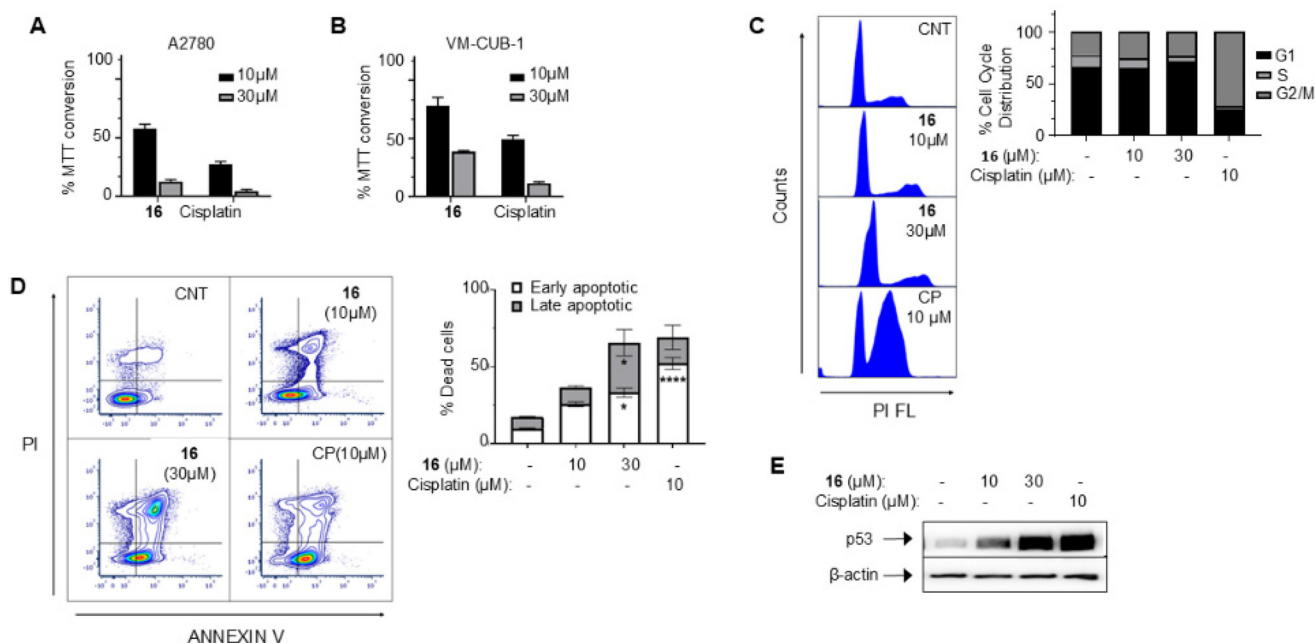 A
A2780
% MTT conversion
100
50
0
10µM
30µM
16 Cisplatin
B
VM-CUB-1
% MTT conversion
100
50
0
10µM
30µM
16 Cisplatin
C
Counts
CNT
16
10µM
16
30µM
CP
10 µM
PI FL
% Cell Cycle
Distribution
100
50
0
G1
S
G2/M
16 (µM): - 10 30 -
Cisplatin (µM): - - - 10
D
PI
CNT
16
(10µM)
16
(30µM)
CP(10µM)
ANNEXIN V
% Dead cells
100
50
0
Early apoptotic
Late apoptotic
*
*
****
16 (µM): - 10 30 -
Cisplatin (µM): - - - 10
E
16 (µM): - 10 30 -
Cisplatin (µM): - - - 10
p53
β-actin